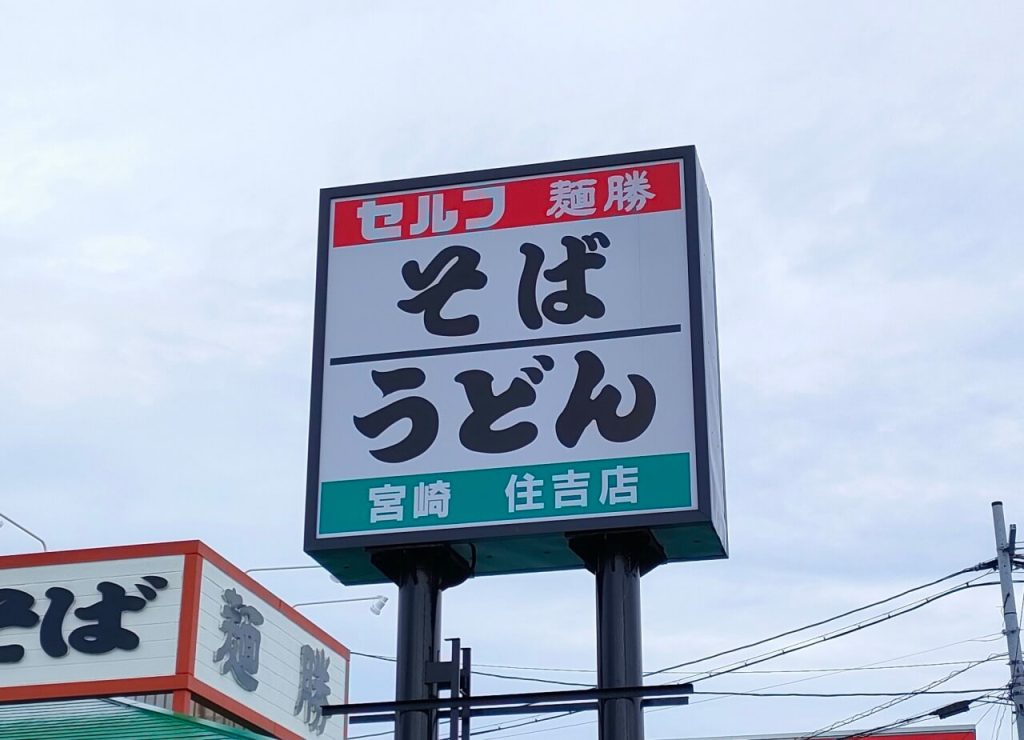 セルフ 麺勝
そば
うどん
宮崎 住吉店
そば
麺勝